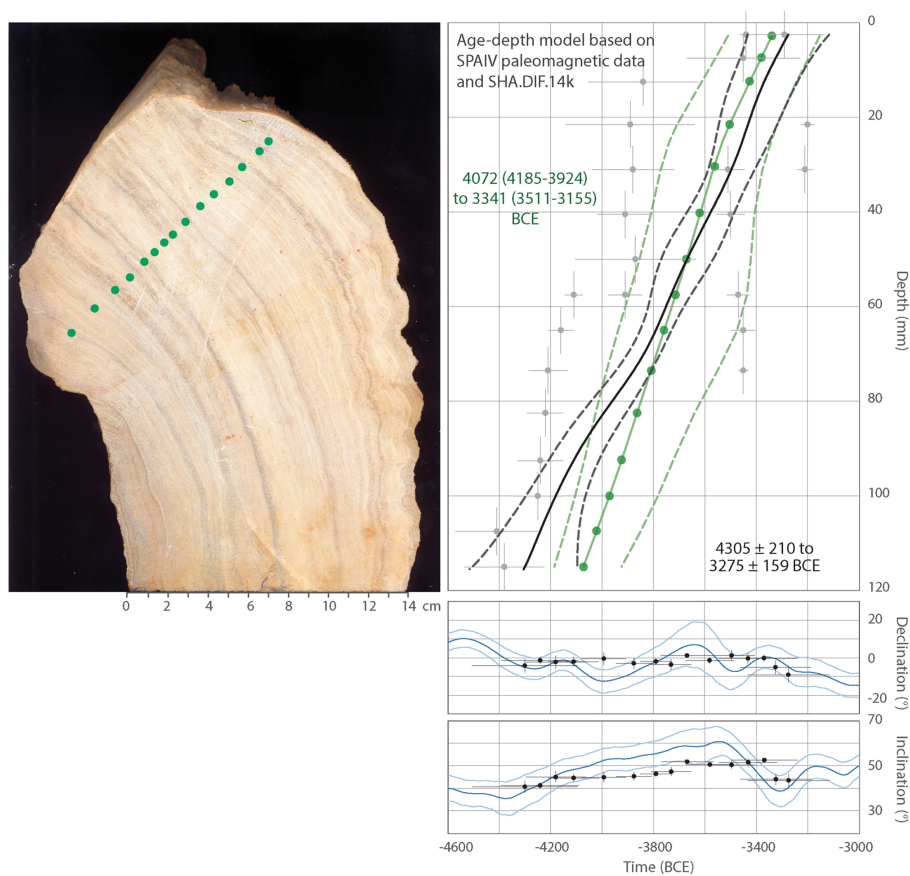 Age-depth model based on
SPAIV paleomagnetic data
and SHA.DIF.14k
4072 (4185-3924)
to 3341 (3511-3155)
BCE
4305 ± 210 to
3275 ± 159 BCE
0
20
40
60
80
100
120
Depth (mm)
0 2 4 6 8 10 12 14 cm
20
0
-20
Declination (°)
70
50
30
Inclination (°)
-4600 -4200 -3800 -3400 -3000
Time (BCE)